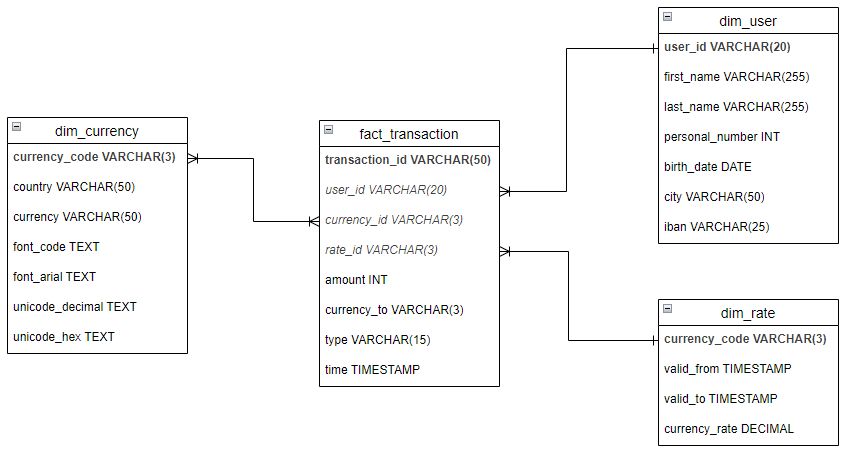 dim_currency
currency_code VARCHAR(3)
country VARCHAR(50)
currency VARCHAR(50)
font_code TEXT
font_arial TEXT
unicode_decimal TEXT
unicode_hex TEXT
fact_transaction
transaction_id VARCHAR(50)
user_id VARCHAR(20)
currency_id VARCHAR(3)
rate_id VARCHAR(3)
amount INT
currency_to VARCHAR(3)
type VARCHAR(15)
time TIMESTAMP
dim_user
user_id VARCHAR(20)
first_name VARCHAR(255)
last_name VARCHAR(255)
personal_number INT
birth_date DATE
city VARCHAR(50)
iban VARCHAR(25)
dim_rate
currency_code VARCHAR(3)
valid_from TIMESTAMP
valid_to TIMESTAMP
currency_rate DECIMAL